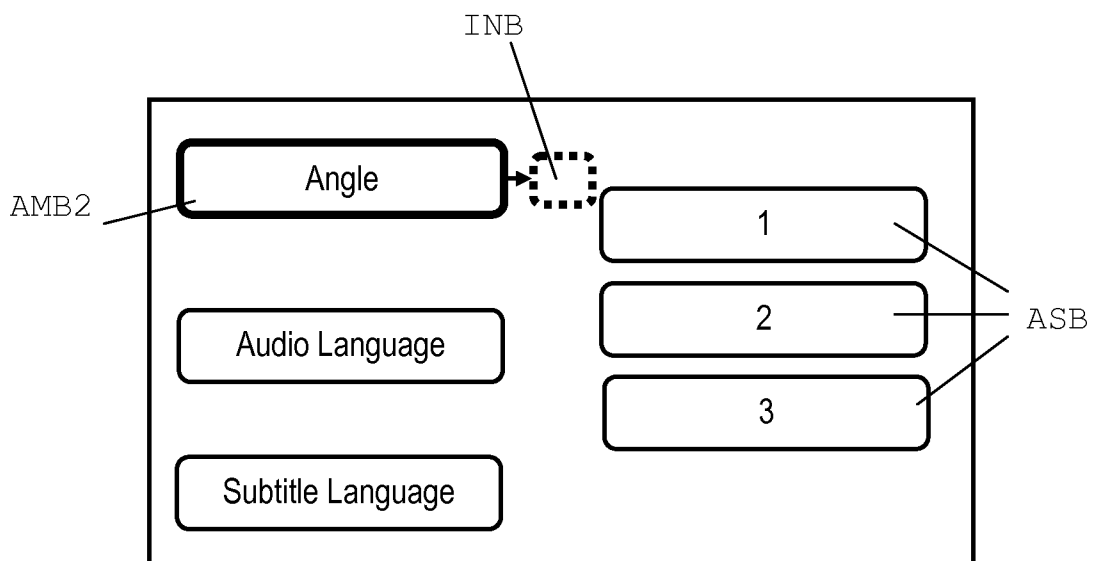 INB
Angle
AMB2
1
2
ASB
Audio Language
3
Subtitle Language